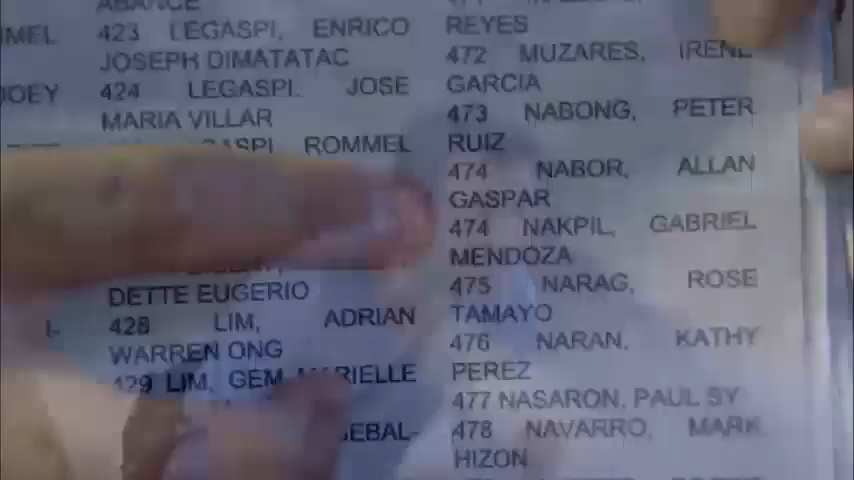 MEL
OEY
ABANCE
423 LEGASPI, ENRICO
JOSEPH DIMATATAC
424 LEGASPI. JOSE
MARIA VILLAR
ROMMEL
DETTE EUGERIO
428 LIM, ADRIAN
WARREN ONG
429 LIM, GEM MARIELLE
SEBAL-
REYES
472 MUZARES, IRENE
GARCIA
473 NABONG, PETER
RUIZ
474 NABOR, ALLAN
GASPAR
474 NAKPIL, GABRIEL
MENDOZA
475 NARAG, ROSE
TAMAYO
476 NARAN, KATHY
PEREZ
477 NASARON, PAUL SY
478 NAVARRO, MARK
HIZON